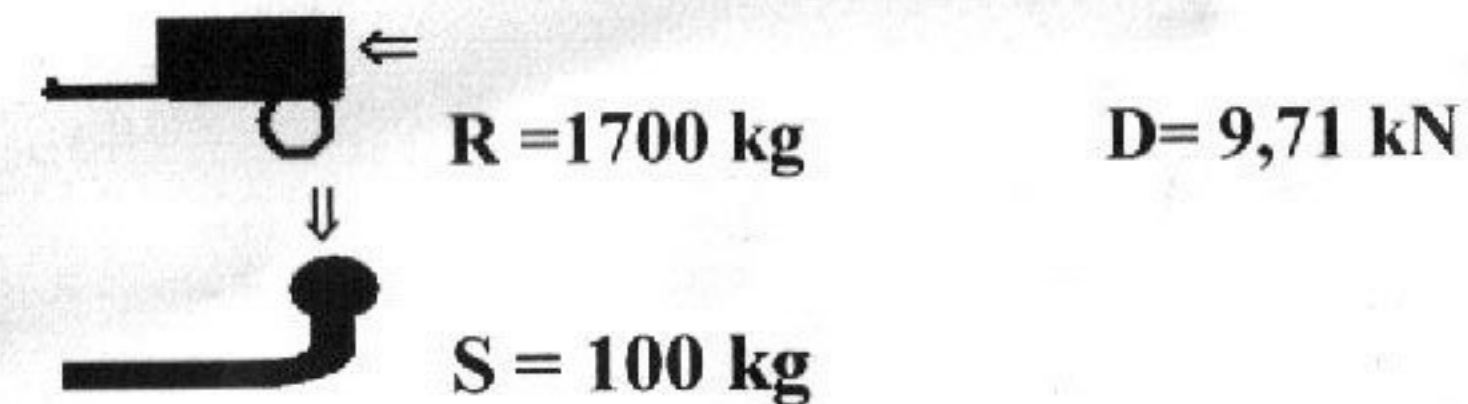 R =1700 kg D= 9,71 kN
S = 100 kg